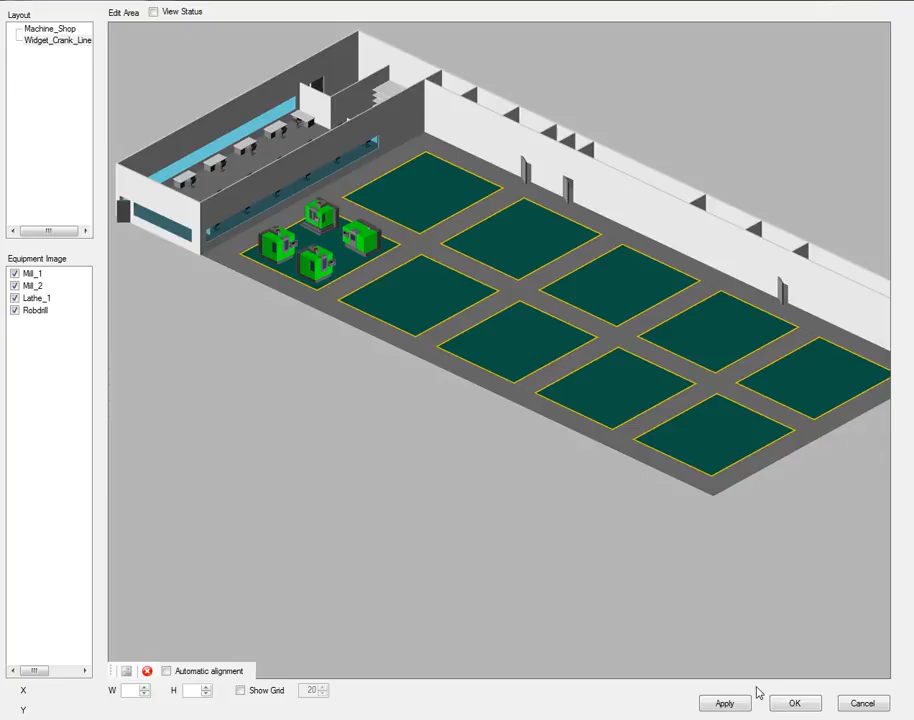 Layout
Machine_Shop
Widget_Crank_Line
Equipment Image
Mill_1
Mill_2
Lathe_1
Robdrill
X
Y
Edit Area
View Status
Automatic alignment
W
H
Show Grid
20
Apply
OK
Cancel